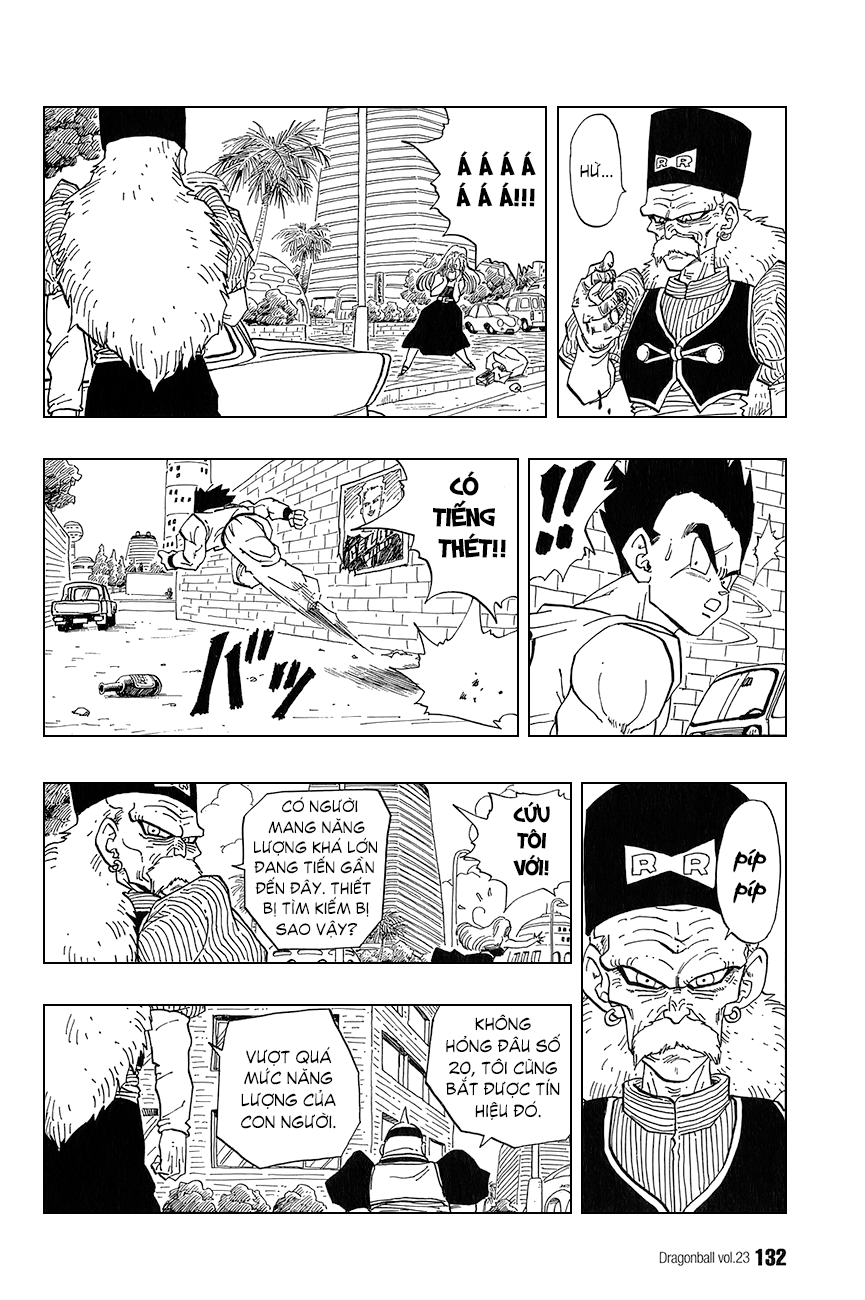 HỪ...
R R
Á Á Á Á
Á Á Á!!!
!!
CÓ
TIẾNG
THÉT!!
バッ
píp
píp
R R
CỨU
TÔI
VỚI!
CÓ NGƯỜI
MANG NĂNG
LƯỢNG KHÁ LỚN
ĐANG TIẾN GẦN
ĐẾN ĐÂY. THIẾT
BỊ TÌM KIẾM BỊ
SAO VẬY?
KHÔNG
HỎNG ĐÂU SỐ
20, TÔI CŨNG
BẮT ĐƯỢC TÍN
HIỆU ĐÓ.
VƯỢT QUÁ
MỨC NĂNG
LƯỢNG CỦA
CON NGƯỜI.
Dragonball vol.23 132